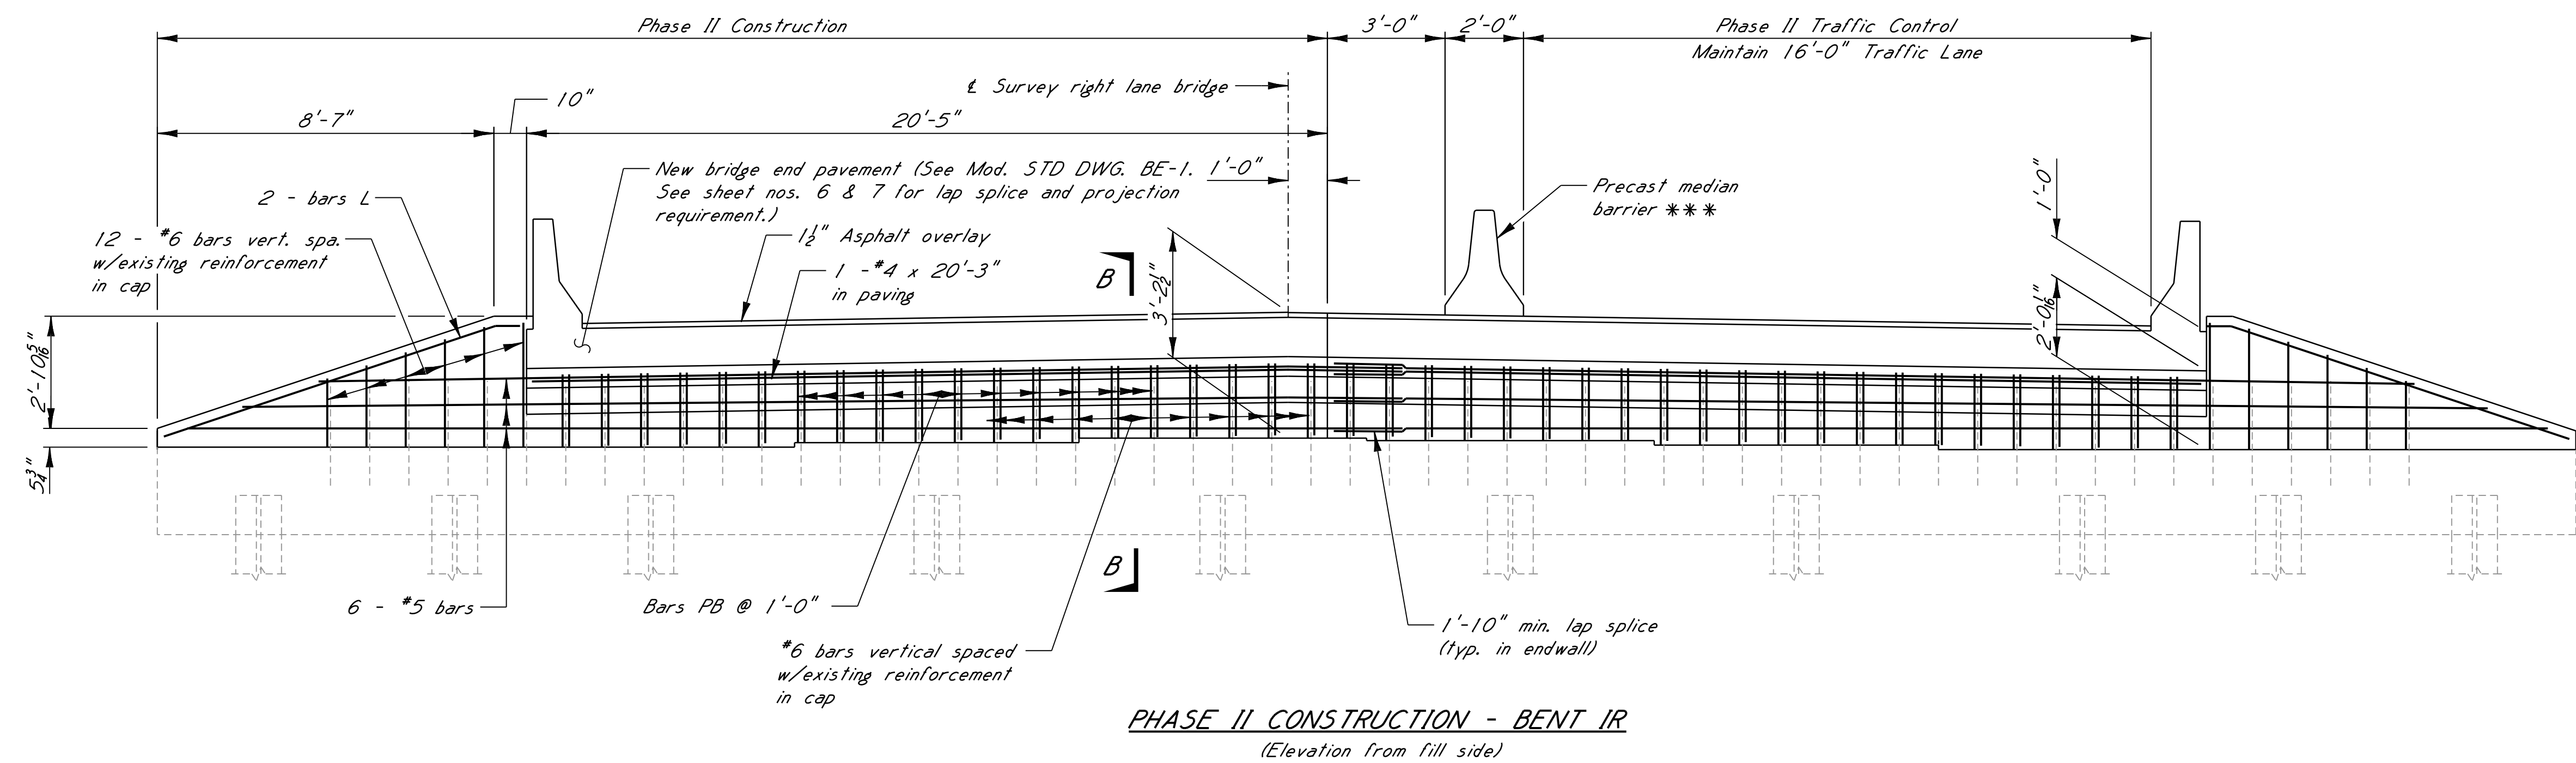 Phase II Construction
3'-0"
2'-0"
Phase II Traffic Control
Maintain 16'-0" Traffic Lane
℄ Survey right lane bridge
10"
8'-7"
20'-5"
New bridge end pavement (See Mod. STD DWG. BE-1.
See sheet nos. 6 & 7 for lap splice and projection
requirement.)
1'-0"
1'-0"
Precast median
barrier ✳✳✳
2 - bars L
12 - #6 bars vert. spa.
w/existing reinforcement
in cap
1½" Asphalt overlay
1 -#4 x 20'-3"
in paving
B
3'-2½"
2'-0 1/16"
2'-10 5/16"
5¾"
B
6 - #5 bars
Bars PB @ 1'-0"
#6 bars vertical spaced
w/existing reinforcement
in cap
1'-10" min. lap splice
(typ. in endwall)
PHASE II CONSTRUCTION - BENT 1R
(Elevation from fill side)